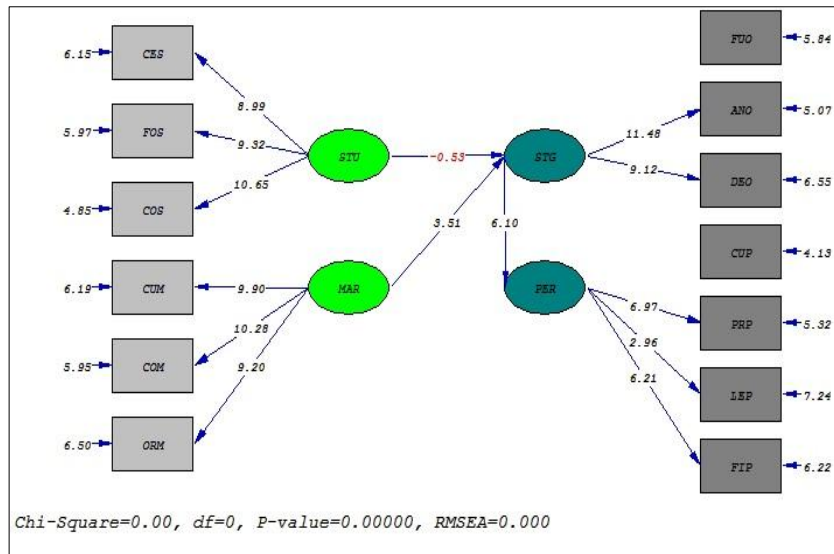 6.15 CES
8.99
5.97 FOS
9.32
4.85 COS
10.65
6.19 CUM
9.90
5.95 COM
10.28
6.50 ORM
9.20
STU
-0.53
STG
MAR
3.51
6.10
PER
11.48
9.12
6.97
2.96
6.21
FUO 5.84
ANO 5.07
DEO 6.55
CUP 4.13
PRP 5.32
LEP 7.24
FIP 6.22
Chi-Square=0.00, df=0, P-value=0.00000, RMSEA=0.000